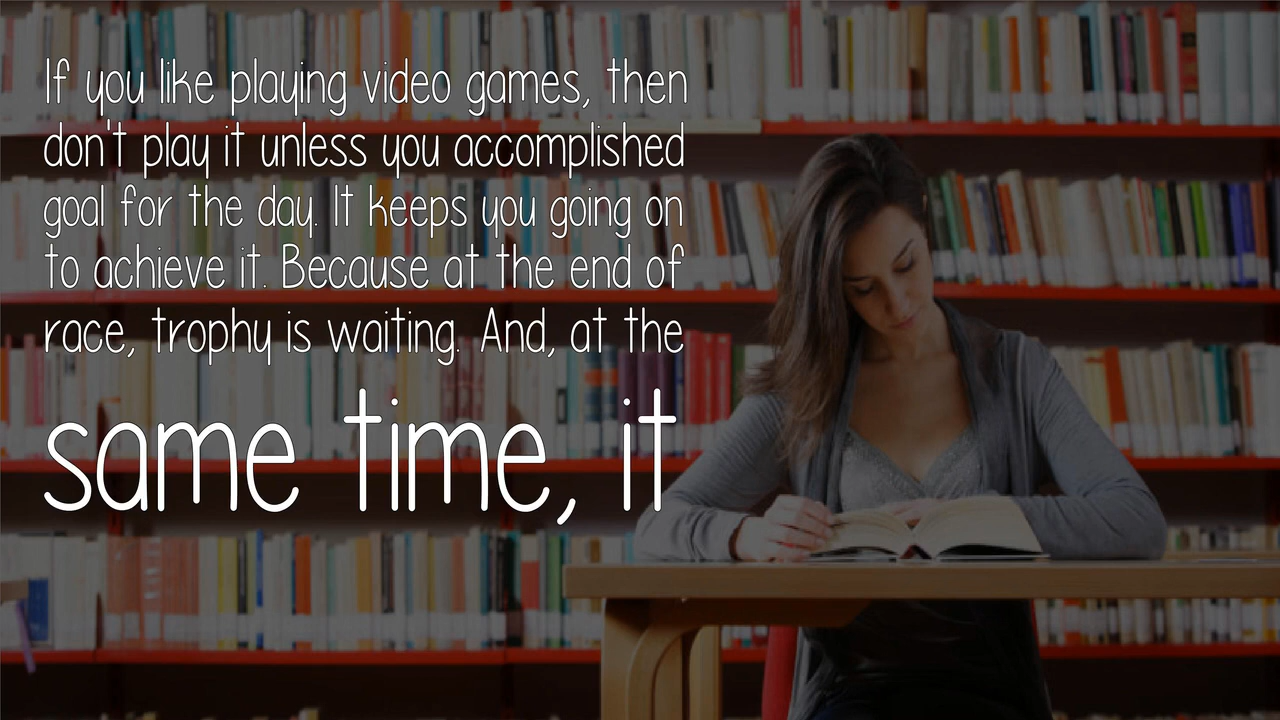 If you like playing video games, then
don't play it unless you accomplished
goal for the day. It keeps you going on
to achieve it. Because at the end of
race, trophy is waiting. And, at the
same time, it